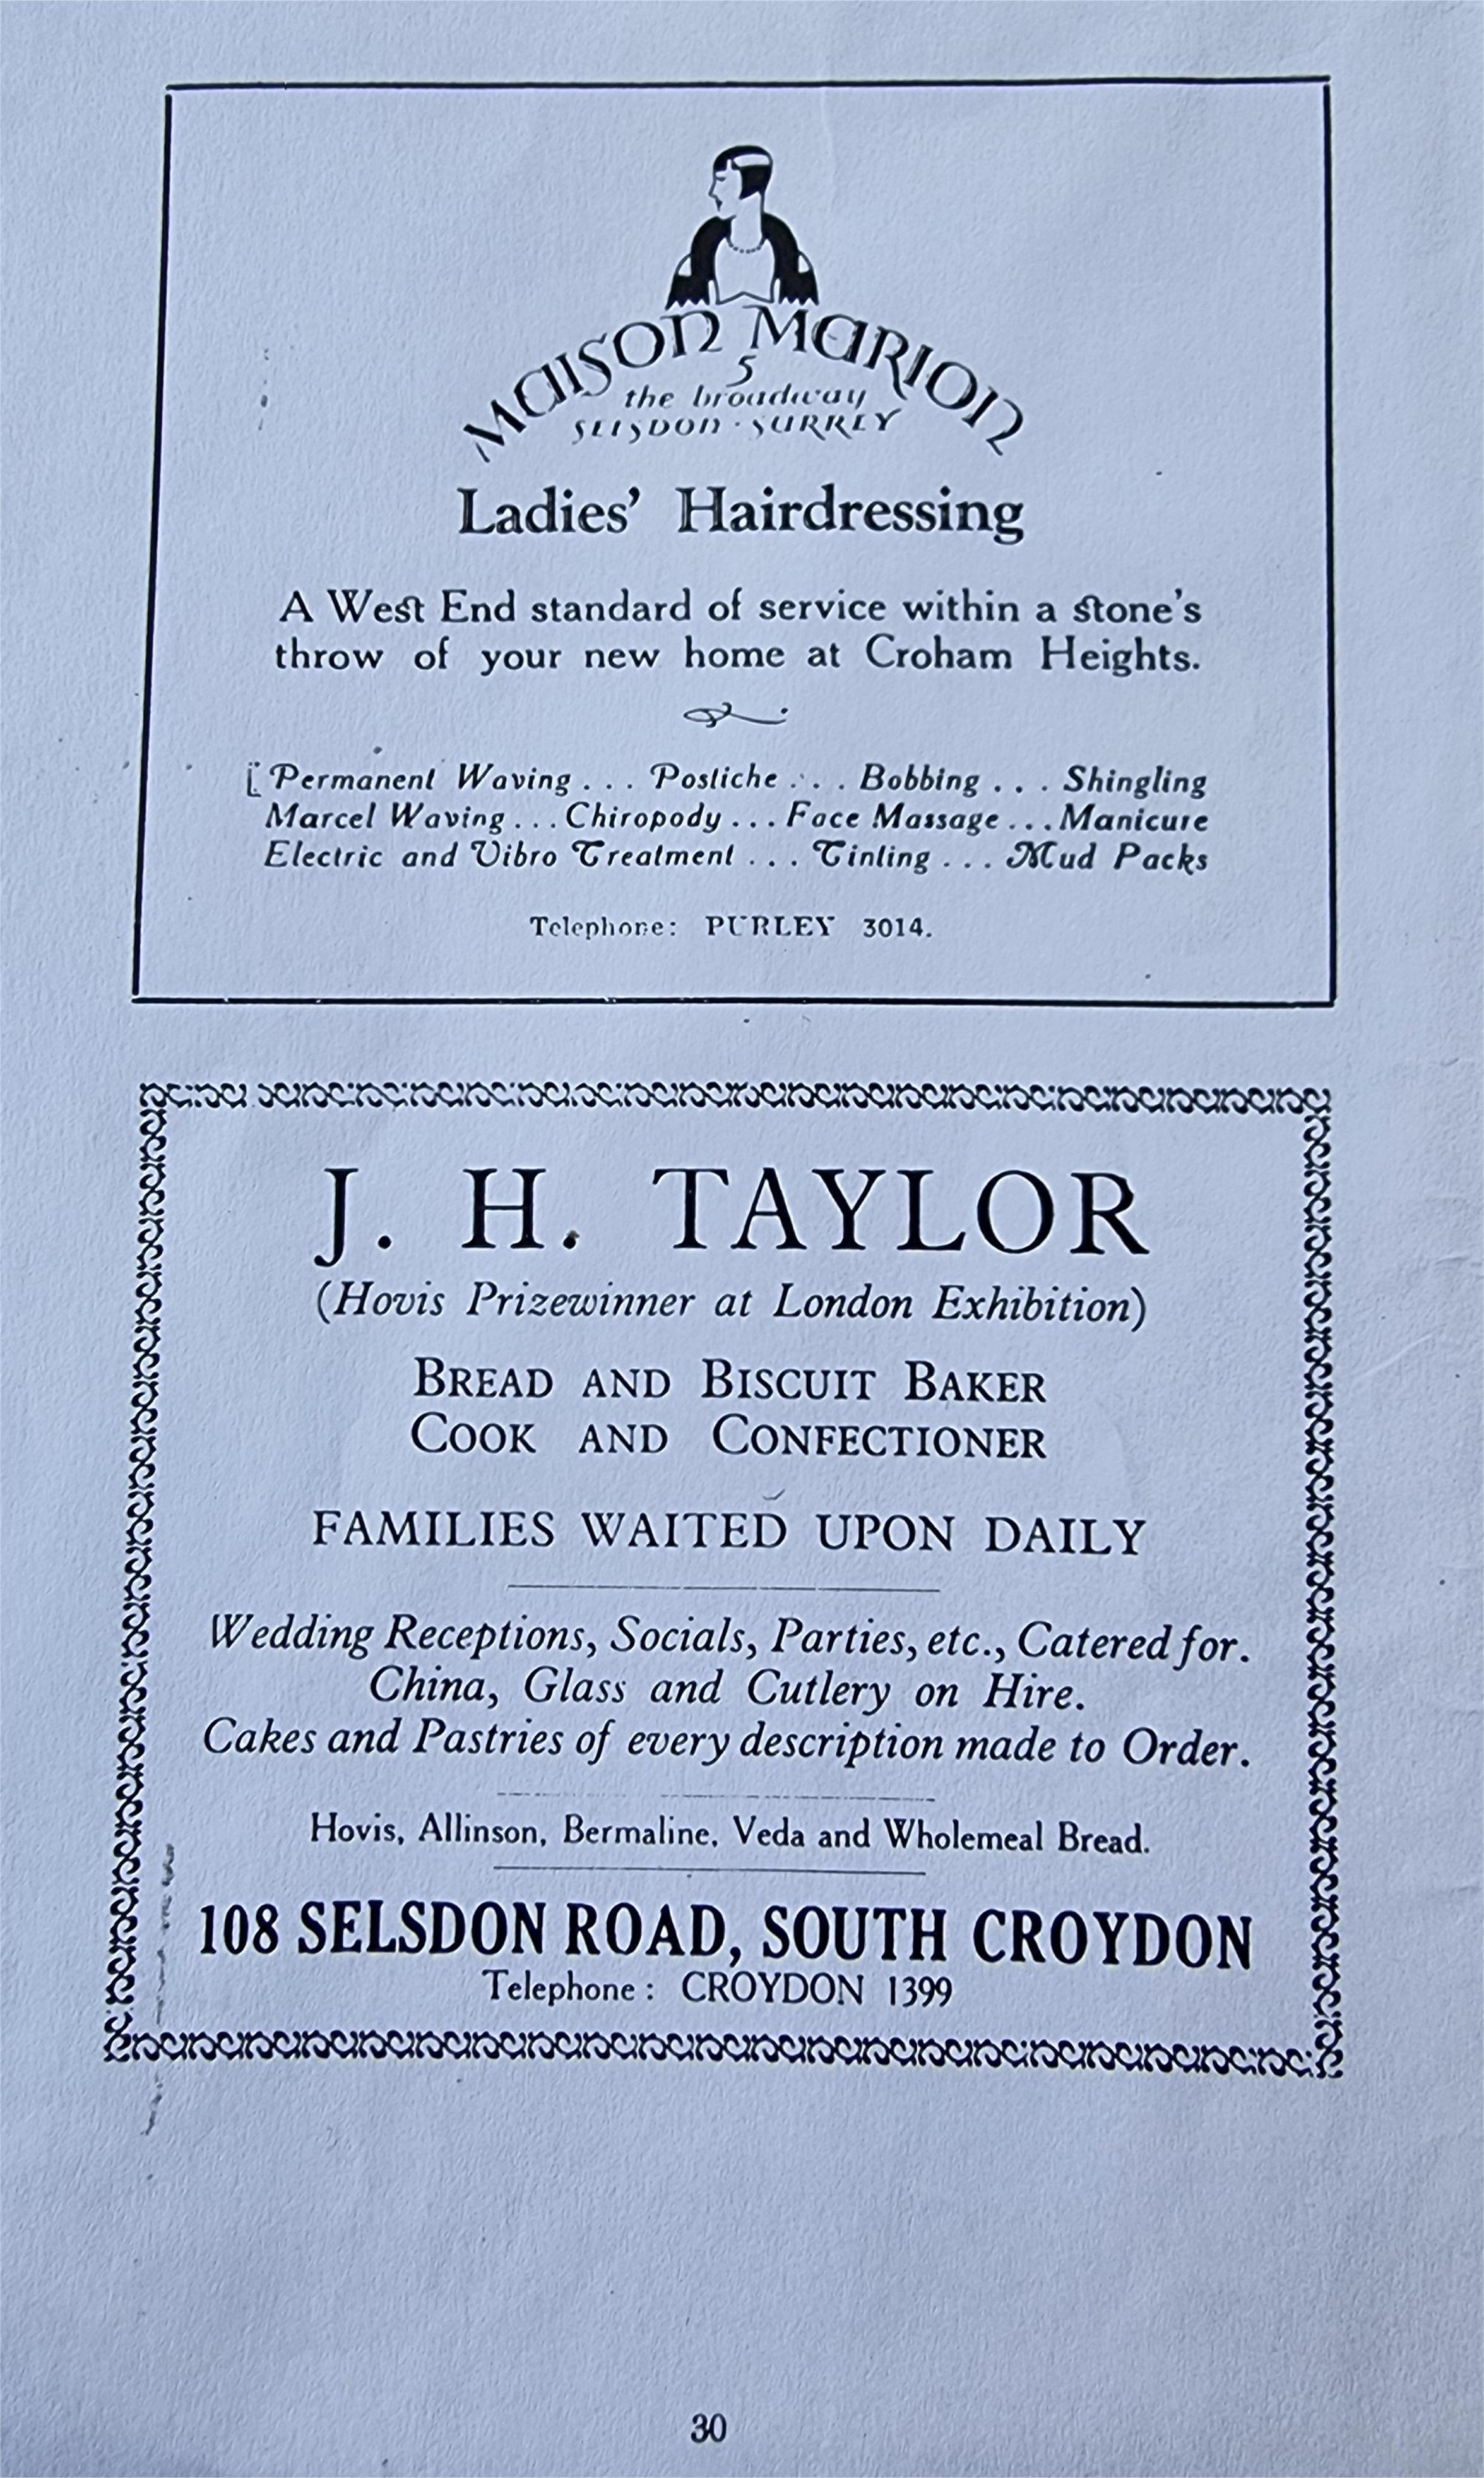 MAISON MARION
5
the broadway
SELSDON · SURREY
Ladies' Hairdressing
A West End standard of service within a stone's
throw of your new home at Croham Heights.
Permanent Waving . . . Postiche . . . Bobbing . . . Shingling
Marcel Waving . . . Chiropody . . . Face Massage . . . Manicure
Electric and Vibro Treatment . . . Tinting . . . Mud Packs
Telephone: PURLEY 3014.
J. H. TAYLOR
(Hovis Prizewinner at London Exhibition)
BREAD AND BISCUIT BAKER
COOK AND CONFECTIONER
FAMILIES WAITED UPON DAILY
Wedding Receptions, Socials, Parties, etc., Catered for.
China, Glass and Cutlery on Hire.
Cakes and Pastries of every description made to Order.
Hovis, Allinson, Bermaline, Veda and Wholemeal Bread.
108 SELSDON ROAD, SOUTH CROYDON
Telephone : CROYDON 1399
30